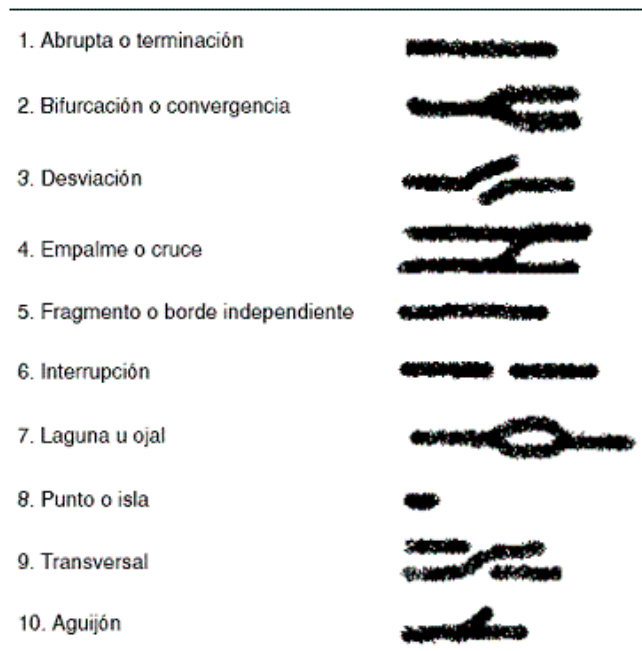 1. Abrupta o terminación
2. Bifurcación o convergencia
3. Desviación
4. Empalme o cruce
5. Fragmento o borde independiente
6. Interrupción
7. Laguna u ojal
8. Punto o isla
9. Transversal
10. Aguijón